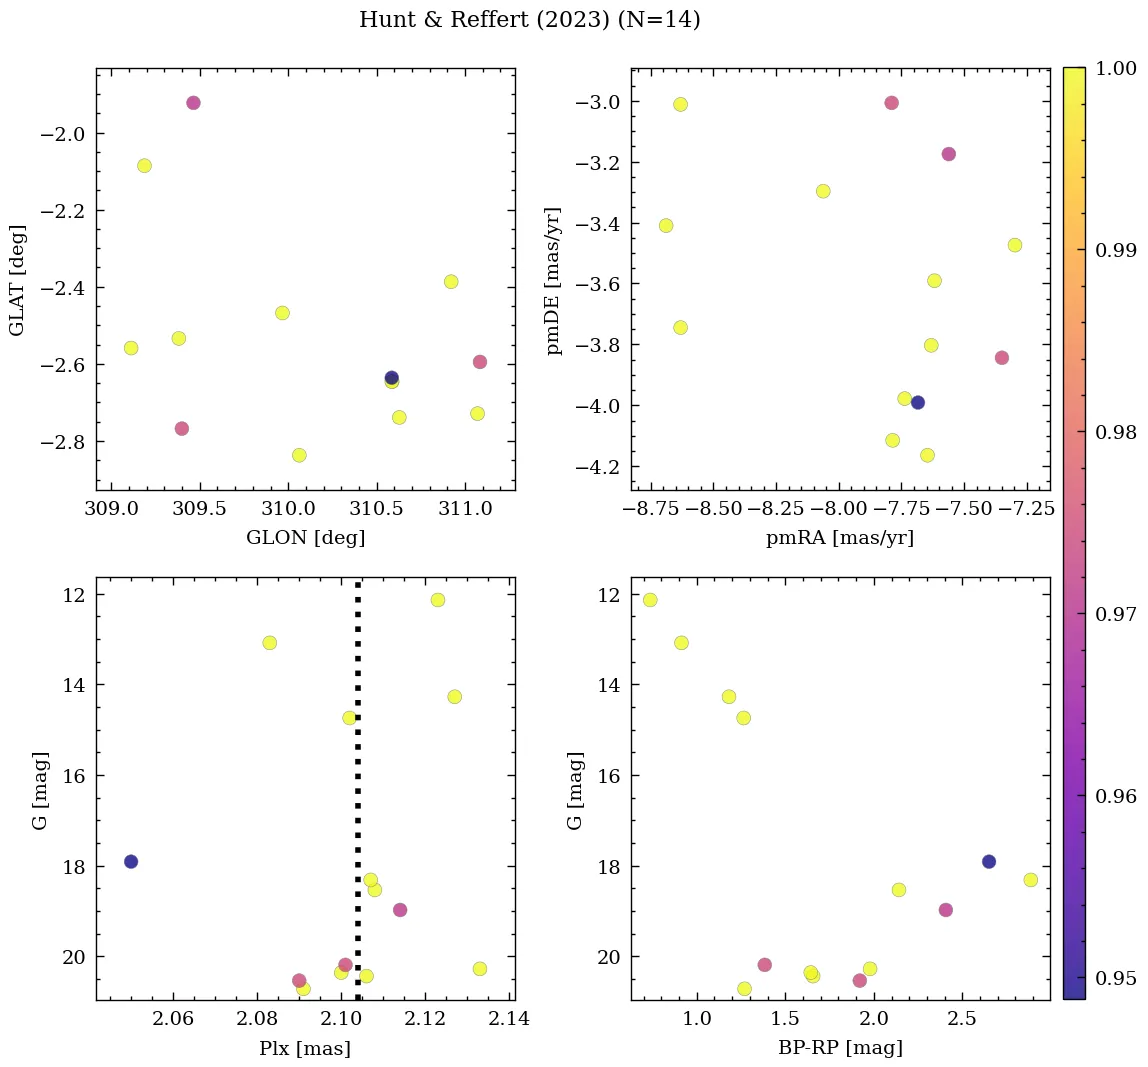 Hunt & Reffert (2023) (N=14)
−2.0
−2.2
−2.4
−2.6
−2.8
GLAT [deg]
309.0 309.5 310.0 310.5 311.0
GLON [deg]
−3.0
−3.2
−3.4
−3.6
−3.8
−4.0
−4.2
pmDE [mas/yr]
−8.75 −8.50 −8.25 −8.00 −7.75 −7.50 −7.25
pmRA [mas/yr]
12
14
16
18
20
G [mag]
2.06 2.08 2.10 2.12 2.14
Plx [mas]
12
14
16
18
20
G [mag]
1.0 1.5 2.0 2.5
BP-RP [mag]
1.00
0.99
0.98
0.97
0.96
0.95